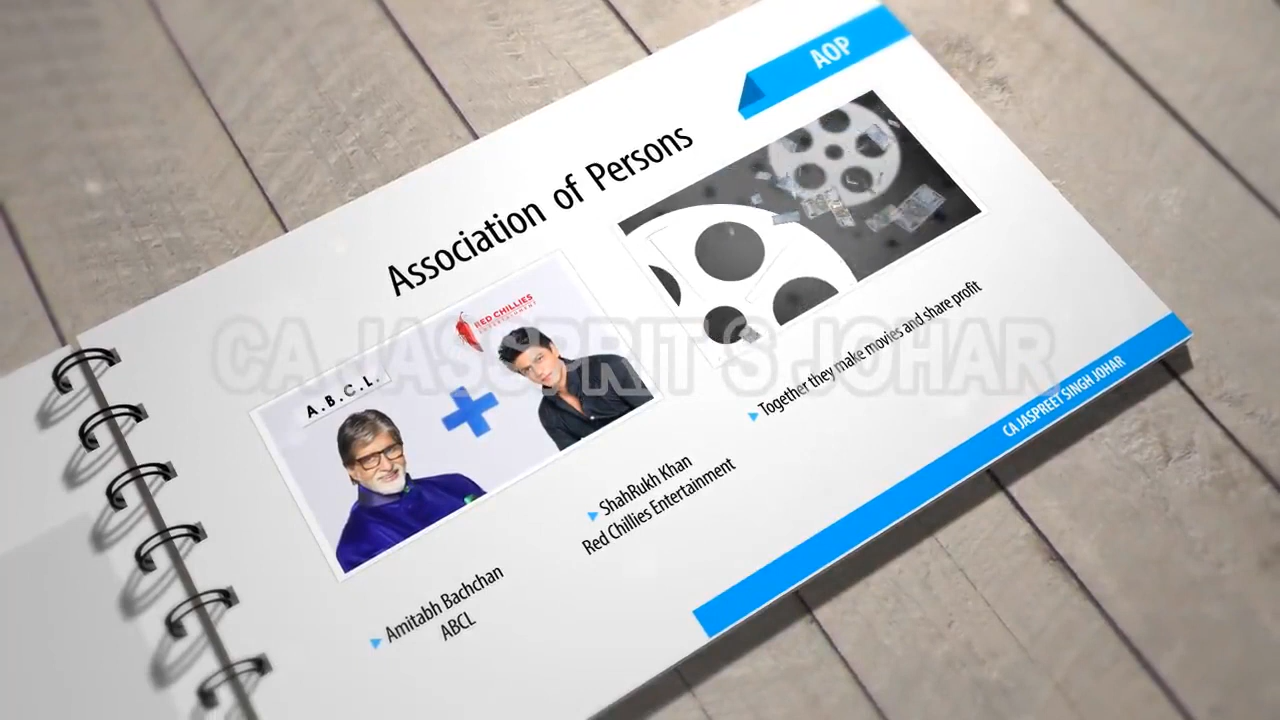 AOP
Association of Persons
RED CHILLIES
ENTERTAINMENT
A.B.C.L.
CA JASSPRIT S JOHAR
Together they make movies and share profit
ShahRukh Khan
Red Chillies Entertainment
Amitabh Bachchan
ABCL
CA JASPREET SINGH JOHAR